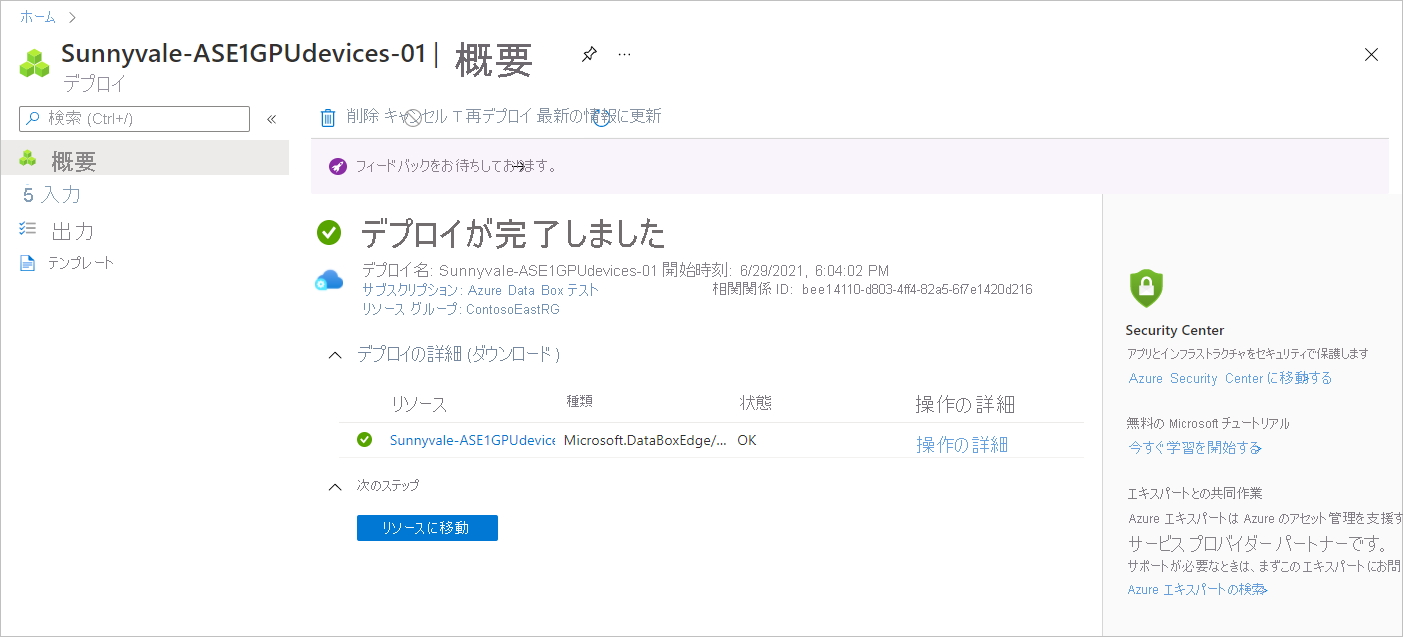 ホーム
Sunnyvale-ASE1GPUdevices-01 | 概要
デプロイ
検索 (Ctrl+/)
«
削除 キャンセル T 再デプロイ 最新の情報に更新
概要
5 入力
出力
テンプレート
フィードバックをお待ちしております。
デプロイが完了しました
デプロイ名: Sunnyvale-ASE1GPUdevices-01 開始時刻: 6/29/2021, 6:04:02 PM
サブスクリプション: Azure Data Box テスト 相関関係 ID: bee14110-d803-4ff4-82a5-6f7e1420d216
リソース グループ: ContosoEastRG
デプロイの詳細 (ダウンロード)
リソース 種類 状態 操作の詳細
Sunnyvale-ASE1GPUdevice Microsoft.DataBoxEdge/... OK 操作の詳細
次のステップ
リソースに移動
Security Center
アプリとインフラストラクチャをセキュリティで保護します
Azure Security Center に移動する
無料の Microsoft チュートリアル
今すぐ学習を開始する
エキスパートとの共同作業
Azure エキスパートは Azure のアセット管理を支援す
サービス プロバイダー パートナーです。
サポートが必要なときは、まずこのエキスパートにお問
Azure エキスパートの検索